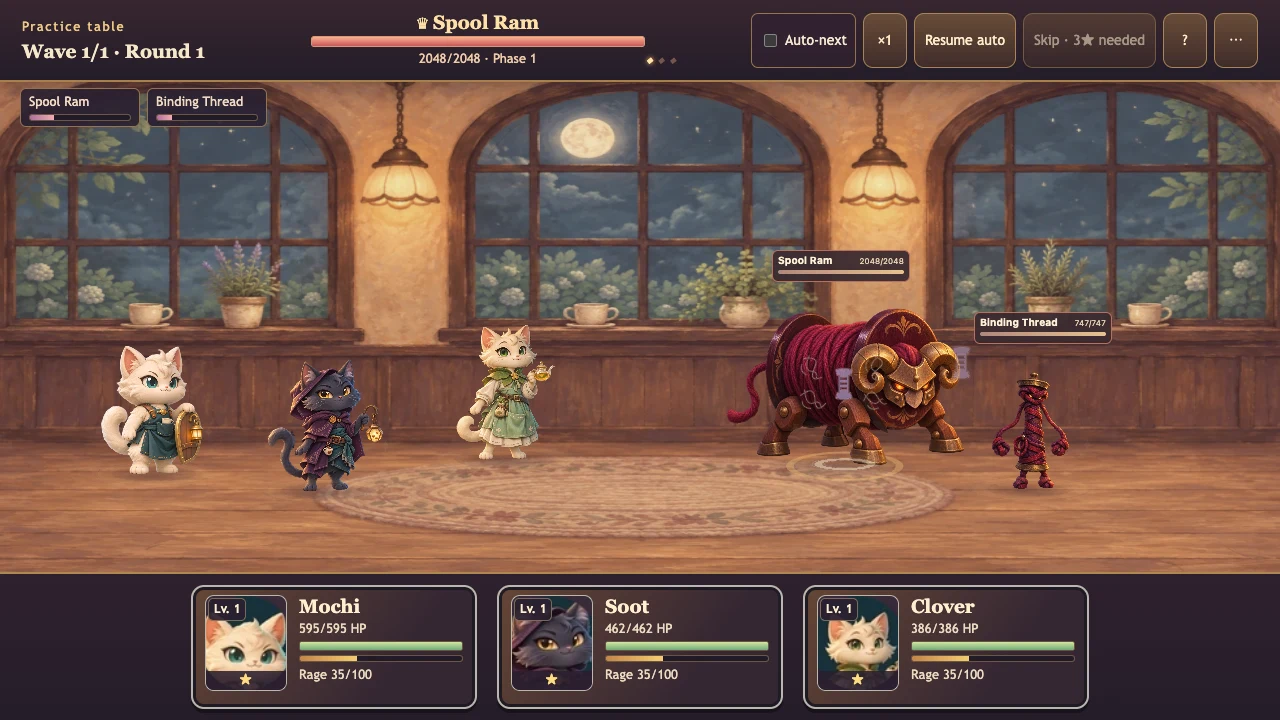 Practice table
Wave 1/1 · Round 1
♛ Spool Ram
2048/2048 · Phase 1
Auto-next
×1
Resume auto
Skip · 3★ needed
?
···
Spool Ram
Binding Thread
Spool Ram 2048/2048
Binding Thread 747/747
Lv. 1
Mochi
595/595 HP
Rage 35/100
Lv. 1
Soot
462/462 HP
Rage 35/100
Lv. 1
Clover
386/386 HP
Rage 35/100